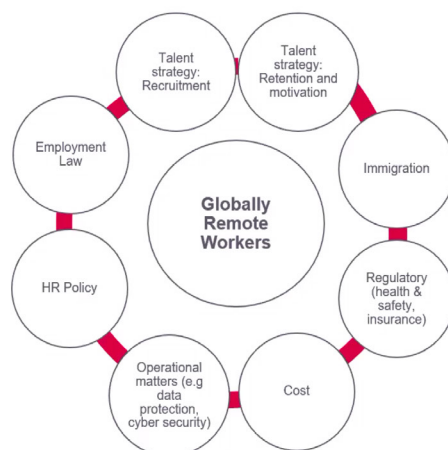 Talent
strategy:
Recruitment
Talent
strategy:
Retention and
motivation
Employment
Law
Immigration
Globally
Remote
Workers
HR Policy
Regulatory
(health &
safety,
insurance)
Operational
matters (e.g
data
protection,
cyber security)
Cost